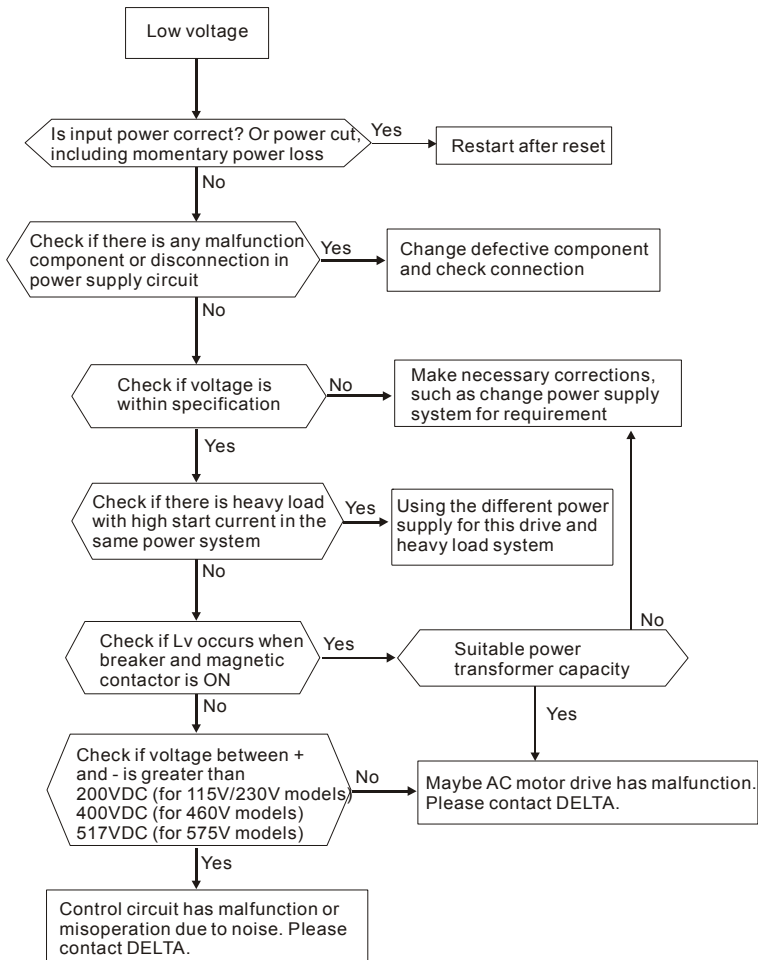 Low voltage
Is input power correct? Or power cut,
including momentary power loss
Yes
Restart after reset
No
Check if there is any malfunction
component or disconnection in
power supply circuit
Yes
Change defective component
and check connection
No
Check if voltage is
within specification
No
Make necessary corrections,
such as change power supply
system for requirement
Yes
Check if there is heavy load
with high start current in the
same power system
Yes
Using the different power
supply for this drive and
heavy load system
No
Check if Lv occurs when
breaker and magnetic
contactor is ON
Yes
Suitable power
transformer capacity
No
No
Yes
Check if voltage between +
and - is greater than
200VDC (for 115V/230V models)
400VDC (for 460V models)
517VDC (for 575V models)
No
Maybe AC motor drive has malfunction.
Please contact DELTA.
Yes
Control circuit has malfunction or
misoperation due to noise. Please
contact DELTA.